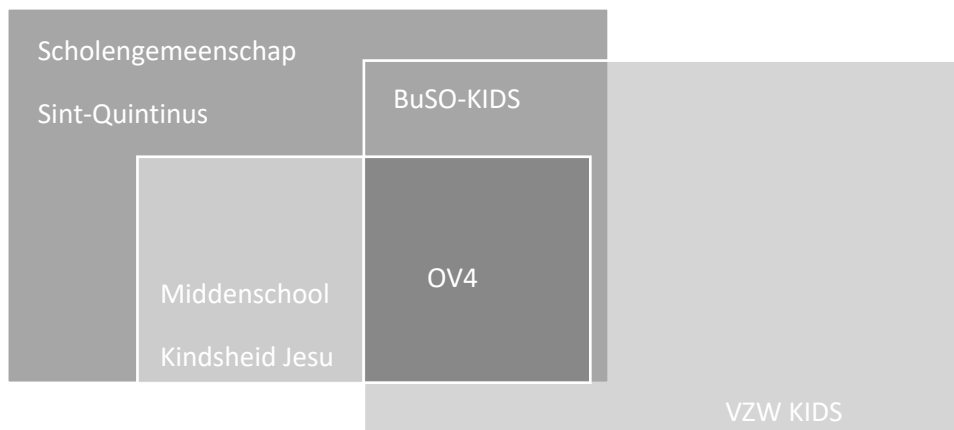 Scholengemeenschap
Sint-Quintinus
BuSO-KIDS
OV4
Middenschool
Kindsheid Jesu
VZW KIDS